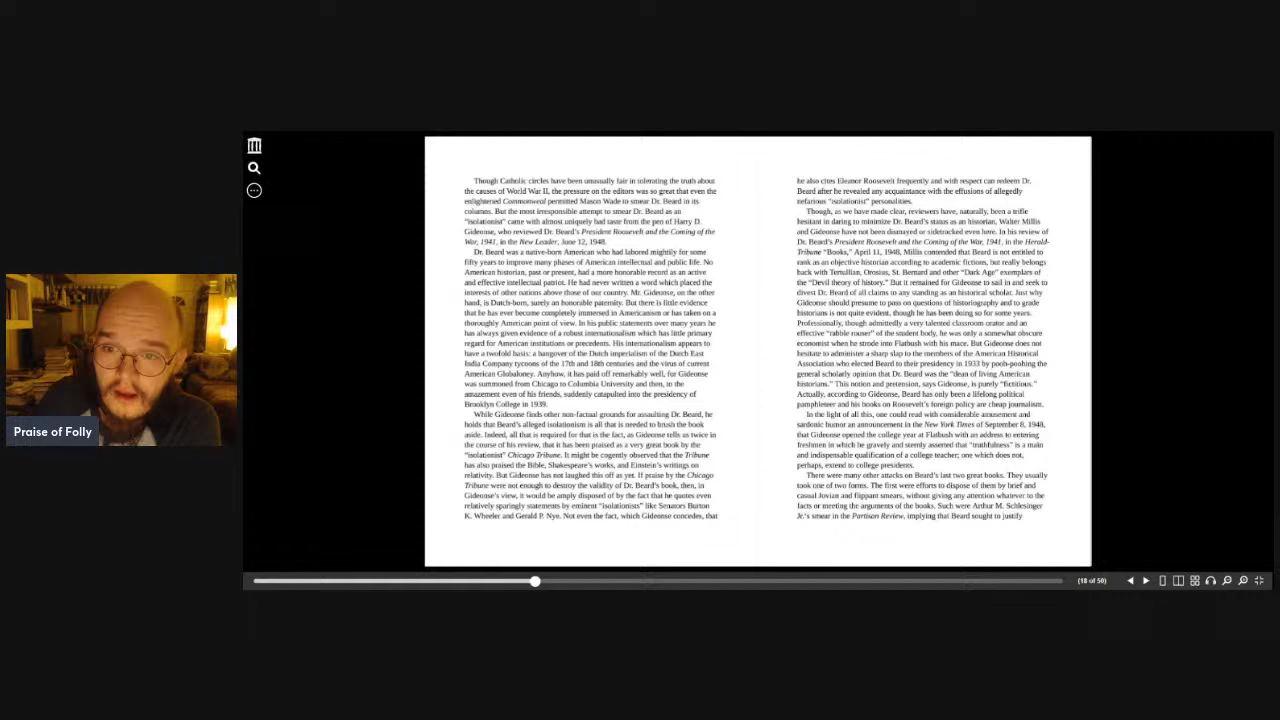 Though Catholic circles have been unusually fair in tolerating the truth about
the causes of World War II, the pressure on the editors was so great that even the
enlightened Commonweal permitted Mason Wade to smear Dr. Beard in its
columns. But the most irresponsible attempt to smear Dr. Beard as an
"isolationist" came with almost uniquely bad taste from the pen of Harry D.
Gideonse, who reviewed Dr. Beard's President Roosevelt and the Coming of the
War, 1941, in the New Leader, June 12, 1948.
Dr. Beard was a native-born American who had labored mightily for some
fifty years to improve many phases of American intellectual and public life. No
American historian, past or present, had a more honorable record as an active
and effective intellectual patriot. He had never written a word which placed the
interests of other nations above those of our country. Mr. Gideonse, on the other
hand, is Dutch-born, surely an honorable paternity. But there is little evidence
that he has ever become completely immersed in Americanism or has taken on a
thoroughly American point of view. In his public statements over many years he
has always given evidence of a robust internationalism which has little primary
regard for American institutions or precedents. His internationalism appears to
have a twofold basis: a hangover of the Dutch imperialism of the Dutch East
India Company tycoons of the 17th and 18th centuries and the virus of current
American Globaloney. Anyhow, it has paid off remarkably well, for Gideonse
was summoned from Chicago to Columbia University and then, to the
amazement even of his friends, suddenly catapulted into the presidency of
Brooklyn College in 1939.
While Gideonse finds other non-factual grounds for assaulting Dr. Beard, he
holds that Beard's alleged isolationism is all that is needed to brush the book
aside. Indeed, all that is required for that is the fact, as Gideonse tells us twice in
the course of his review, that it has been praised as a very great book by the
"isolationist" Chicago Tribune. It might be cogently observed that the Tribune
has also praised the Bible, Shakespeare's works, and Einstein's writings on
relativity. But Gideonse has not laughed this off as yet. If praise by the Chicago
Tribune were not enough to destroy the validity of Dr. Beard's book, then, in
Gideonse's view, it would be amply disposed of by the fact that he quotes even
relatively sparingly statements by eminent "isolationists" like Senators Burton
K. Wheeler and Gerald P. Nye. Not even the fact, which Gideonse concedes, that
he also cites Eleanor Roosevelt frequently and with respect can redeem Dr.
Beard after he revealed any acquaintance with the effusions of allegedly
nefarious "isolationist" personalities.
Though, as we have made clear, reviewers have, naturally, been a trifle
hesitant in daring to minimize Dr. Beard's status as an historian, Walter Millis
and Gideonse have not been dismayed or sidetracked even here. In his review of
Dr. Beard's President Roosevelt and the Coming of the War, 1941, in the Herald-
Tribune "Books," April 11, 1948, Millis contended that Beard is not entitled to
rank as an objective historian according to academic fictions, but really belongs
back with Tertullian, Orosius, St. Bernard and other "Dark Age" exemplars of
the "Devil theory of history." But it remained for Gideonse to sail in and seek to
divest Dr. Beard of all claims to any standing as an historical scholar. Just why
Gideonse should presume to pass on questions of historiography and to grade
historians is not quite evident, though he has been doing so for some years.
Professionally, though admittedly a very talented classroom orator and an
effective "rabble rouser" of the student body, he was only a somewhat obscure
economist when he strode into Flatbush with his mace. But Gideonse does not
hesitate to administer a sharp slap to the members of the American Historical
Association who elected Beard to their presidency in 1933 by pooh-poohing the
general scholarly opinion that Dr. Beard was the "dean of living American
historians." This notion and pretension, says Gideonse, is purely "fictitious."
Actually, according to Gideonse, Beard has only been a lifelong political
pamphleteer and his books on Roosevelt's foreign policy are cheap journalism.
In the light of all this, one could read with considerable amusement and
sardonic humor an announcement in the New York Times of September 8, 1948,
that Gideonse opened the college year at Flatbush with an address to entering
freshmen in which he gravely and sternly asserted that "truthfulness" is a main
and indispensable qualification of a college teacher; one which does not,
perhaps, extend to college presidents.
There were many other attacks on Beard's last two great books. They usually
took one of two forms. The first were efforts to dispose of them by brief and
casual Jovian and flippant smears, without giving any attention whatever to the
facts or meeting the arguments of the books. Such were Arthur M. Schlesinger
Jr.'s smear in the Partisan Review, implying that Beard sought to justify
Praise of Folly
(18 of 50)